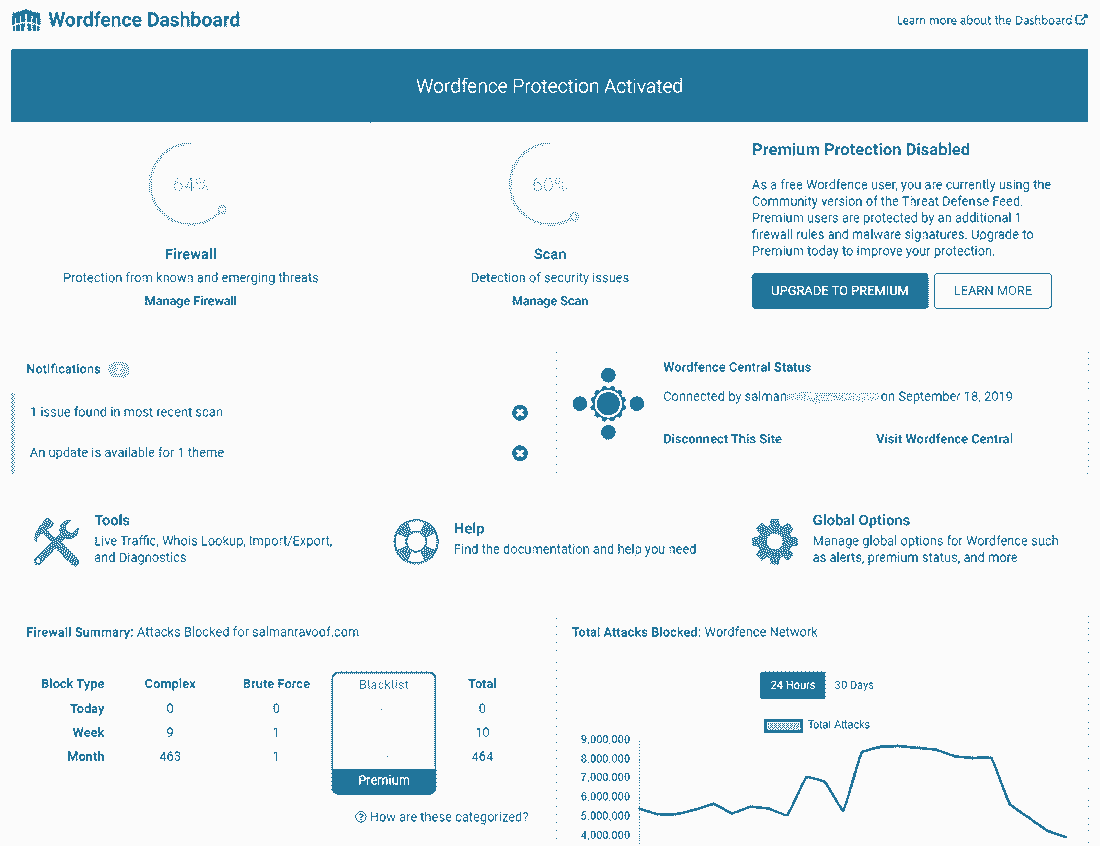 Wordfence Dashboard
Learn more about the Dashboard
Wordfence Protection Activated
64%
Firewall
Protection from known and emerging threats
Manage Firewall
60%
Scan
Detection of security issues
Manage Scan
Premium Protection Disabled
As a free Wordfence user, you are currently using the
Community version of the Threat Defense Feed.
Premium users are protected by an additional 1
firewall rules and malware signatures. Upgrade to
Premium today to improve your protection.
UPGRADE TO PREMIUM
LEARN MORE
Notifications
1 issue found in most recent scan
An update is available for 1 theme
Wordfence Central Status
Connected by salman on September 18, 2019
Disconnect This Site
Visit Wordfence Central
Tools
Live Traffic, Whois Lookup, Import/Export,
and Diagnostics
Help
Find the documentation and help you need
Global Options
Manage global options for Wordfence such
as alerts, premium status, and more
Firewall Summary: Attacks Blocked for salmanravoof.com
Block Type Complex Brute Force Blacklist Total
Today 0 0 - 0
Week 9 1 10
Month 463 1 - 464
Premium
How are these categorized?
Total Attacks Blocked: Wordfence Network
24 Hours 30 Days
Total Attacks
9,000,000
8,000,000
7,000,000
6,000,000
5,000,000
4,000,000